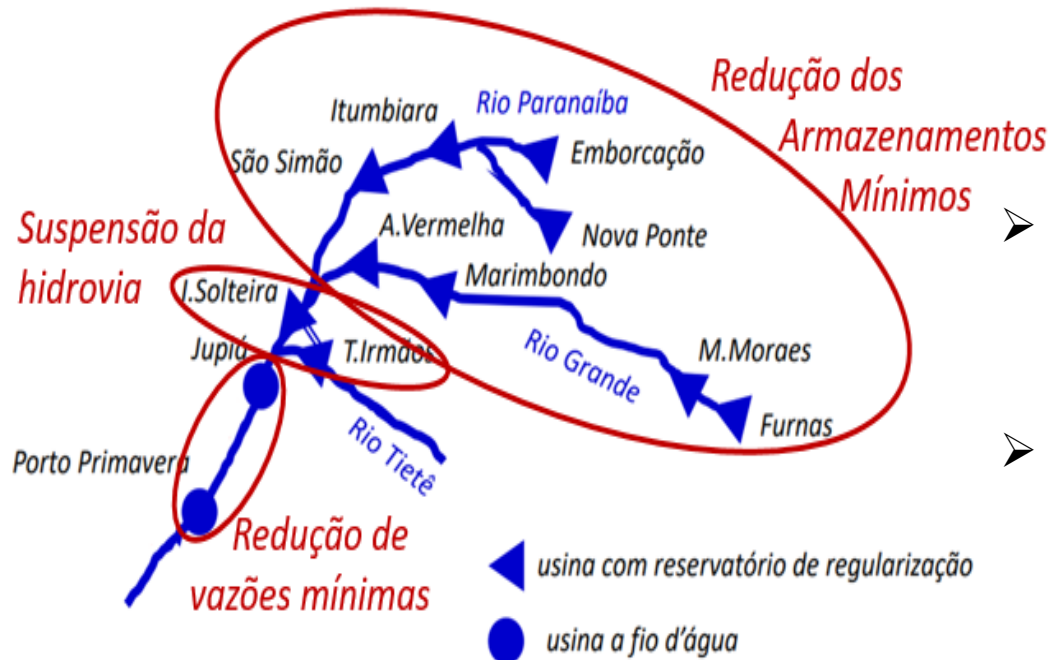 Redução dos
Armazenamentos
Mínimos
Itumbiara
Rio Paranaíba
São Simão
Emborcação
A.Vermelha
Nova Ponte
Suspensão da
hidrovia
Marimbondo
I.Solteira
Jupiá
T.Irmãos
Rio Grande
M.Moraes
Furnas
Rio Tietê
Porto Primavera
Redução de
vazões mínimas
usina com reservatório de regularização
usina a fio d'água